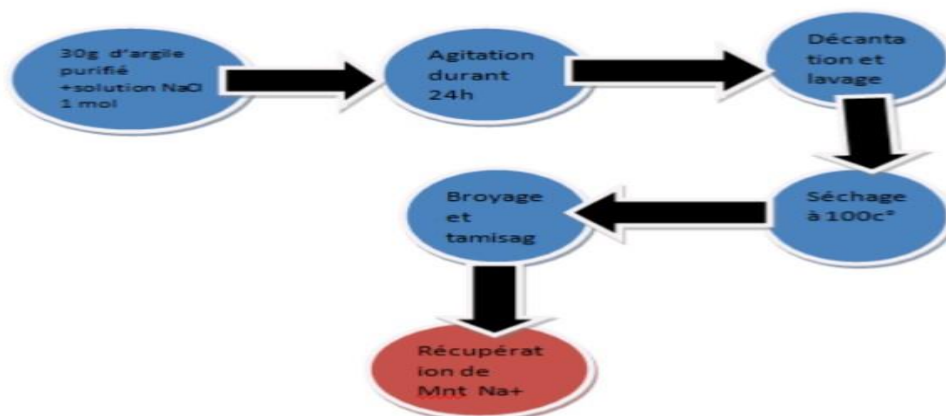 30g d'argile
purifié
+solution NaCl
1 mol
Agitation
durant
24h
Décanta
tion et
lavage
Séchage
à 100c°
Broyage
et
tamisag
Récupérat
ion de
Mnt Na+